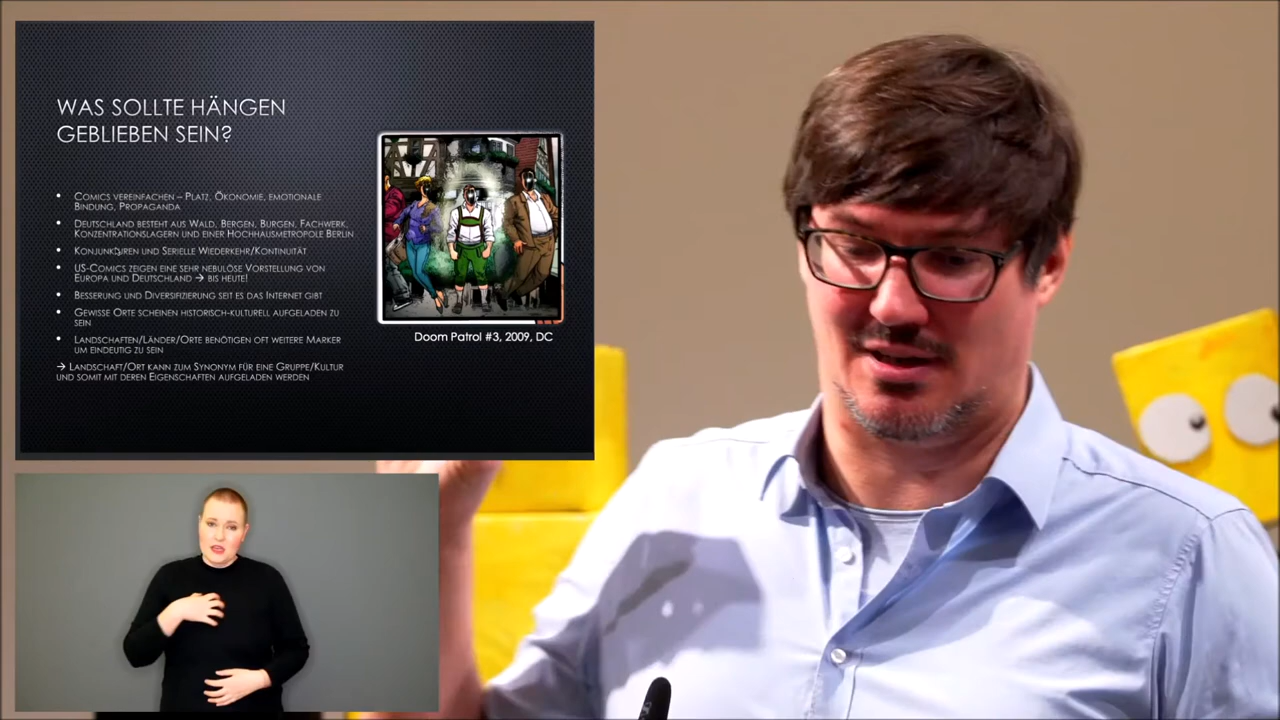 WAS SOLLTE HÄNGEN
GEBLIEBEN SEIN?
• COMICS VEREINFACHEN – PLATZ, ÖKONOMIE, EMOTIONALE
BINDUNG, PROPAGANDA
• DEUTSCHLAND BESTEHT AUS WALD, BERGEN, BURGEN, FACHWERK,
KONZENTRATIONSLAGERN UND EINER HOCHHAUSMETROPOLE BERLIN
• KONJUNKTUREN UND SERIELLE WIEDERKEHR/KONTINUITÄT
• US-COMICS ZEIGEN EINE SEHR NEBULÖSE VORSTELLUNG VON
EUROPA UND DEUTSCHLAND → BIS HEUTE!
• BESSERUNG UND DIVERSIFIZIERUNG SEIT ES DAS INTERNET GIBT
• GEWISSE ORTE SCHEINEN HISTORISCH-KULTURELL AUFGELADEN ZU
SEIN
• LANDSCHAFTEN/LÄNDER/ORTE BENÖTIGEN OFT WEITERE MARKER
UM EINDEUTIG ZU SEIN
→ LANDSCHAFT/ORT KANN ZUM SYNONYM FÜR EINE GRUPPE/KULTUR
UND SOMIT MIT DEREN EIGENSCHAFTEN AUFGELADEN WERDEN
Doom Patrol #3, 2009, DC